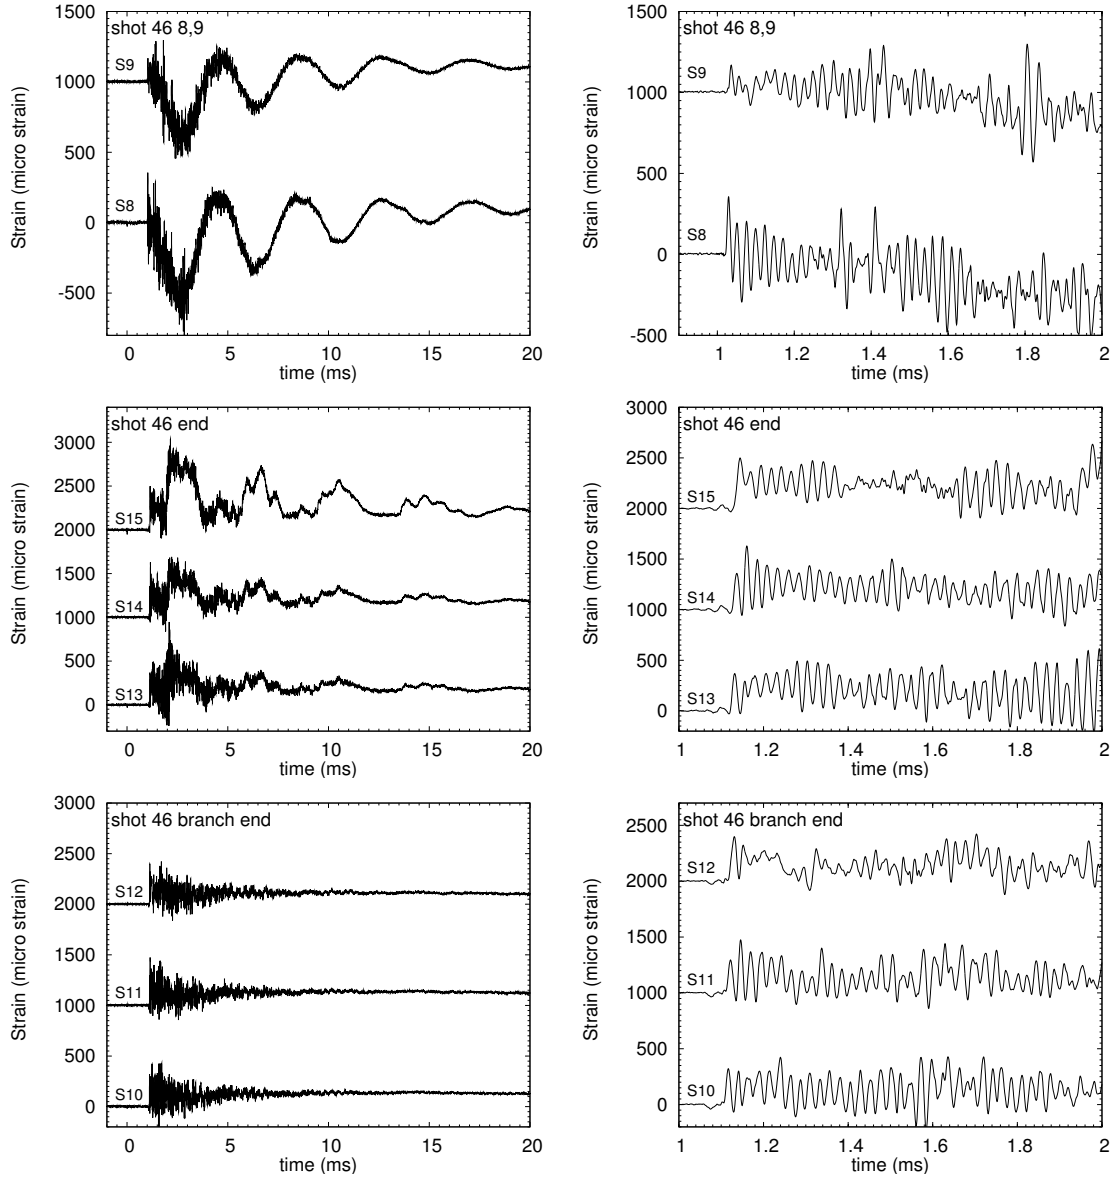 1500
shot 46 8,9
S9
1000
500
S8
0
-500
Strain (micro strain)
0
5
10
15
20
time (ms)
1500
shot 46 8,9
S9
1000
500
S8
0
-500
Strain (micro strain)
1
1.2
1.4
1.6
1.8
2
time (ms)
shot 46 end
3000
2500
S15
2000
1500
S14
1000
500
S13
0
Strain (micro strain)
0
5
10
15
20
time (ms)
3000
shot 46 end
2500
S15
2000
1500
S14
1000
500
S13
0
Strain (micro strain)
1
1.2
1.4
1.6
1.8
2
time (ms)
3000
shot 46 branch end
2500
S12
2000
1500
S11
1000
500
S10
0
Strain (micro strain)
0
5
10
15
20
time (ms)
shot 46 branch end
2500
S12
2000
1500
S11
1000
500
S10
0
Strain (micro strain)
1
1.2
1.4
1.6
1.8
2
time (ms)